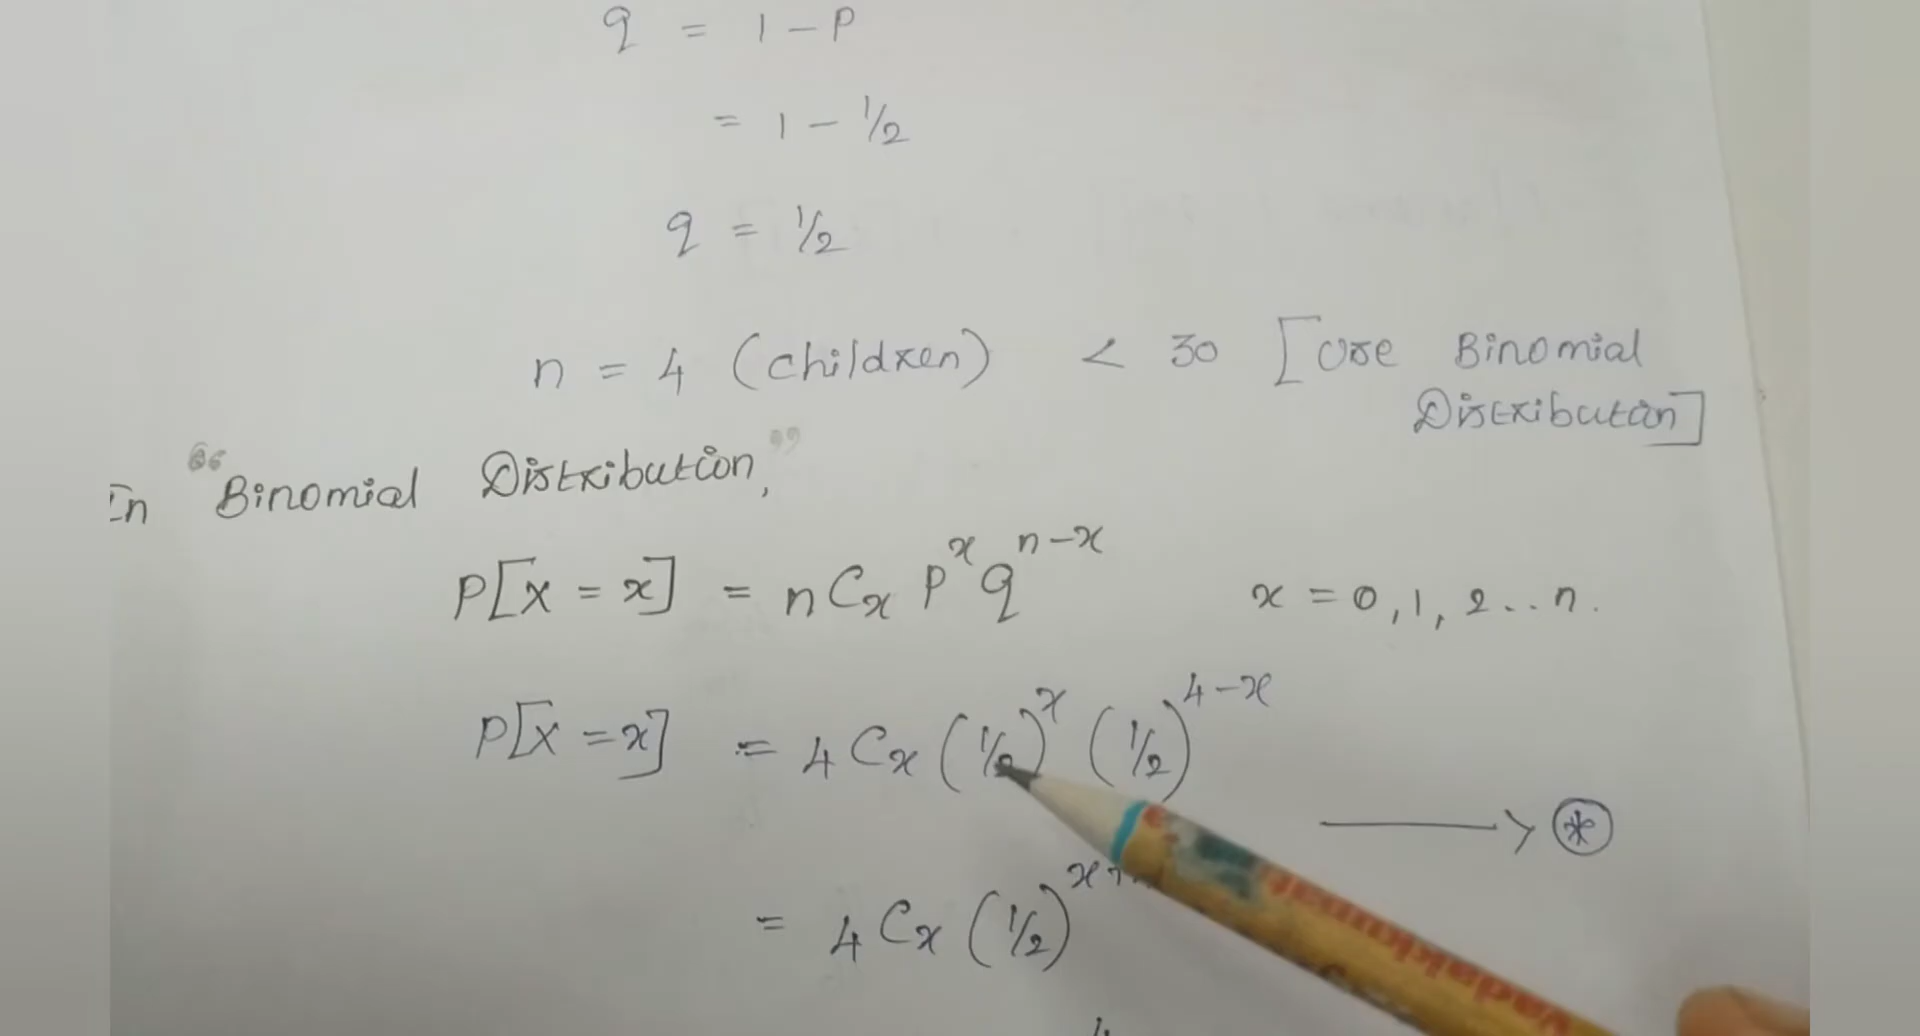 q = 1 - P
= 1 - 1/2
q = 1/2
n = 4 (children) < 30 [Use Binomial
Distribution]
In "Binomial Distribution,"
P[X = x] = nCx p^x q^n-x x = 0, 1, 2 .. n.
P[X = x] = 4Cx (1/2)^x (1/2)^4-x
→ *
= 4Cx (1/2)^x+